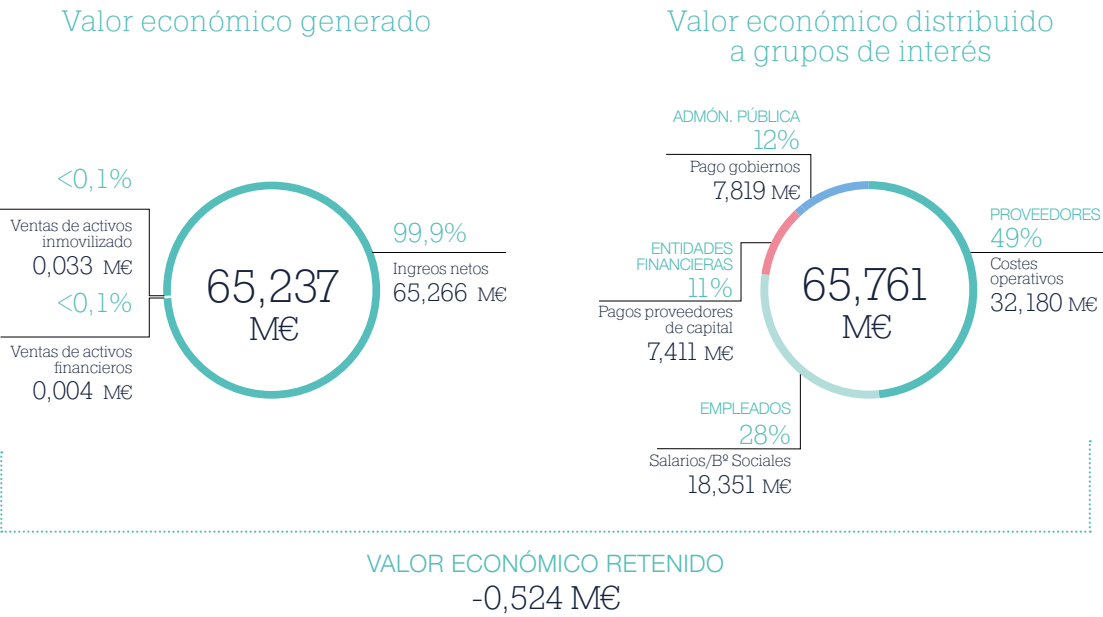 Valor económico generado
<0,1%
Ventas de activos
inmovilizado
0,033 M€
<0,1%
Ventas de activos
financieros
0,004 M€
65,237
M€
99,9%
Ingreos netos
65,266 M€
Valor económico distribuido
a grupos de interés
ADMÓN. PÚBLICA
12%
Pago gobiernos
7,819 M€
ENTIDADES
FINANCIERAS
11%
Pagos proveedores
de capital
7,411 M€
EMPLEADOS
28%
Salarios/Bº Sociales
18,351 M€
65,761
M€
PROVEEDORES
49%
Costes
operativos
32,180 M€
VALOR ECONÓMICO RETENIDO
-0,524 M€